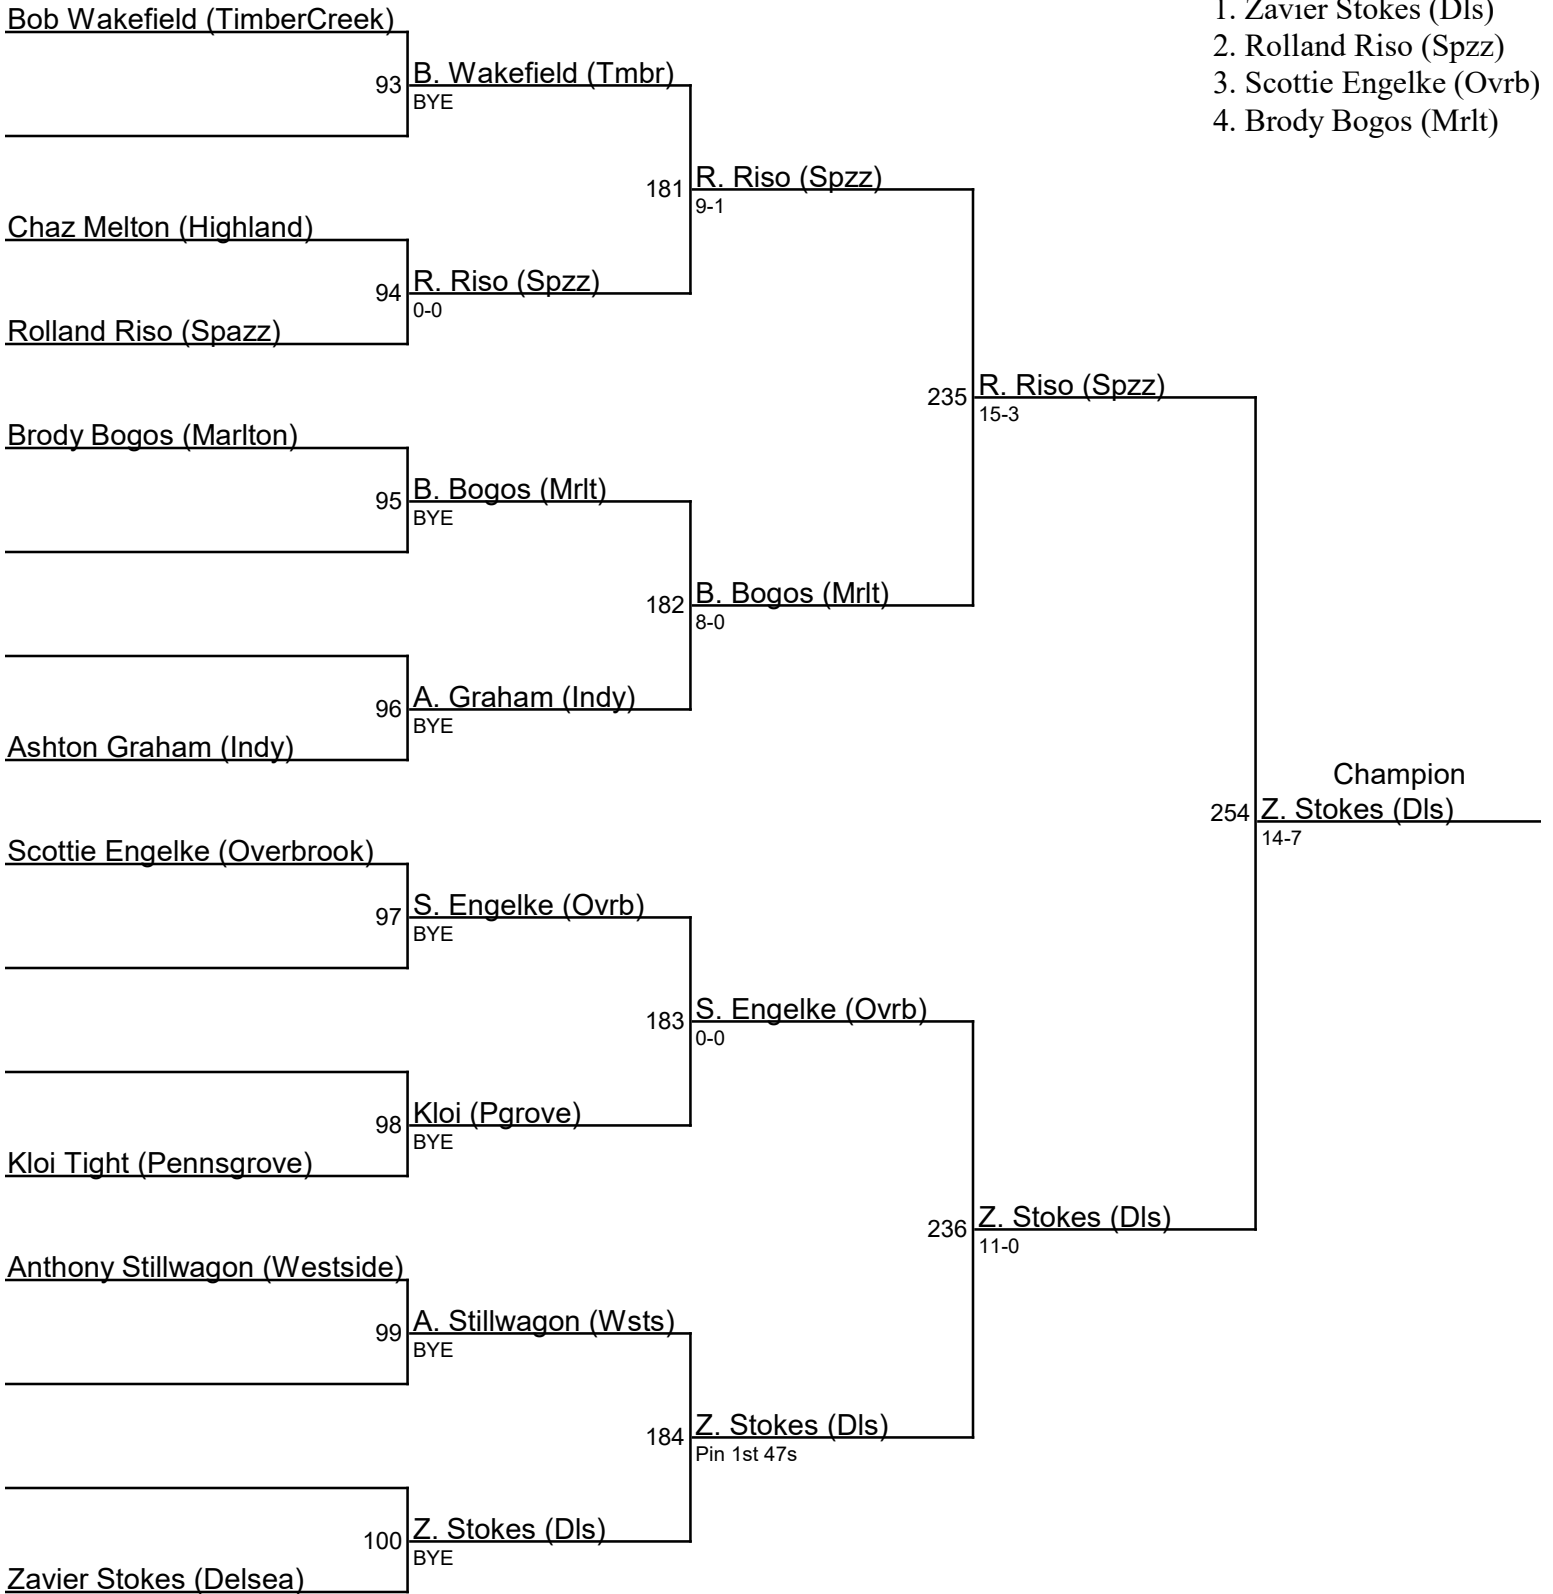 Bob Wakefield (TimberCreek)
93
B. Wakefield (Tmbr)
BYE
Chaz Melton (Highland)
94
R. Riso (Spzz)
0-0
Rolland Riso (Spazz)
181
R. Riso (Spzz)
9-1
Brody Bogos (Marlton)
95
B. Bogos (Mrlt)
BYE
96
A. Graham (Indy)
BYE
Ashton Graham (Indy)
182
B. Bogos (Mrlt)
8-0
235
R. Riso (Spzz)
15-3
Scottie Engelke (Overbrook)
97
S. Engelke (Ovrb)
BYE
98
Kloi (Pgrove)
BYE
Kloi Tight (Pennsgrove)
183
S. Engelke (Ovrb)
0-0
Anthony Stillwagon (Westside)
99
A. Stillwagon (Wsts)
BYE
100
Z. Stokes (Dls)
BYE
Zavier Stokes (Delsea)
184
Z. Stokes (Dls)
Pin 1st 47s
236
Z. Stokes (Dls)
11-0
Champion
254
Z. Stokes (Dls)
14-7
1. Zavier Stokes (Dls)
2. Rolland Riso (Spzz)
3. Scottie Engelke (Ovrb)
4. Brody Bogos (Mrlt)